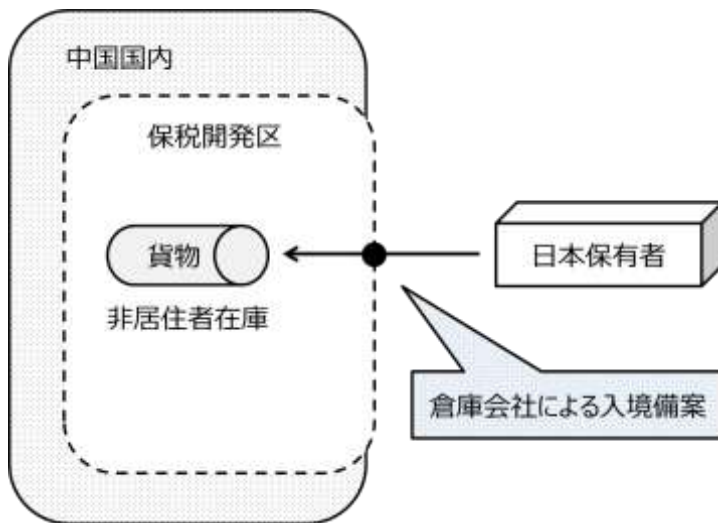 中国国内
保税開発区
貨物
日本保有者
非居住者在庫
倉庫会社による入境備案